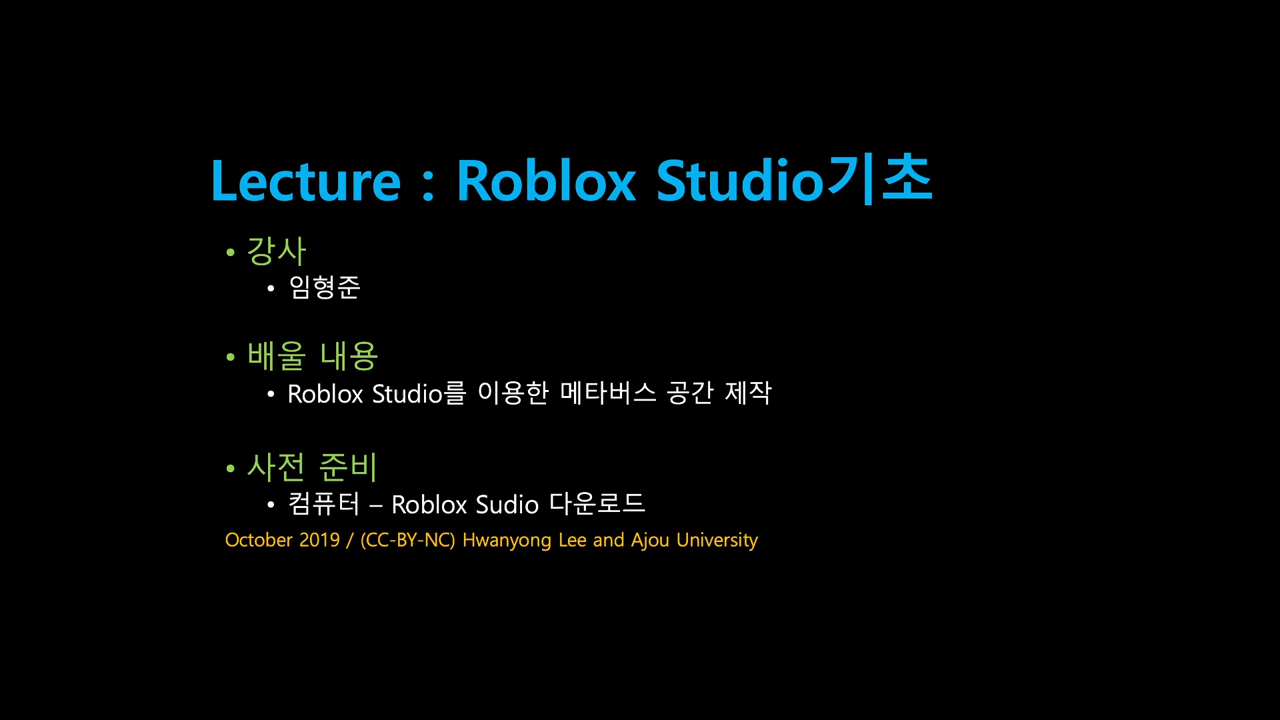 Lecture : Roblox Studio기초
• 강사
• 임형준
• 배울 내용
• Roblox Studio를 이용한 메타버스 공간 제작
• 사전 준비
• 컴퓨터 – Roblox Sudio 다운로드
October 2019 / (CC-BY-NC) Hwanyong Lee and Ajou University